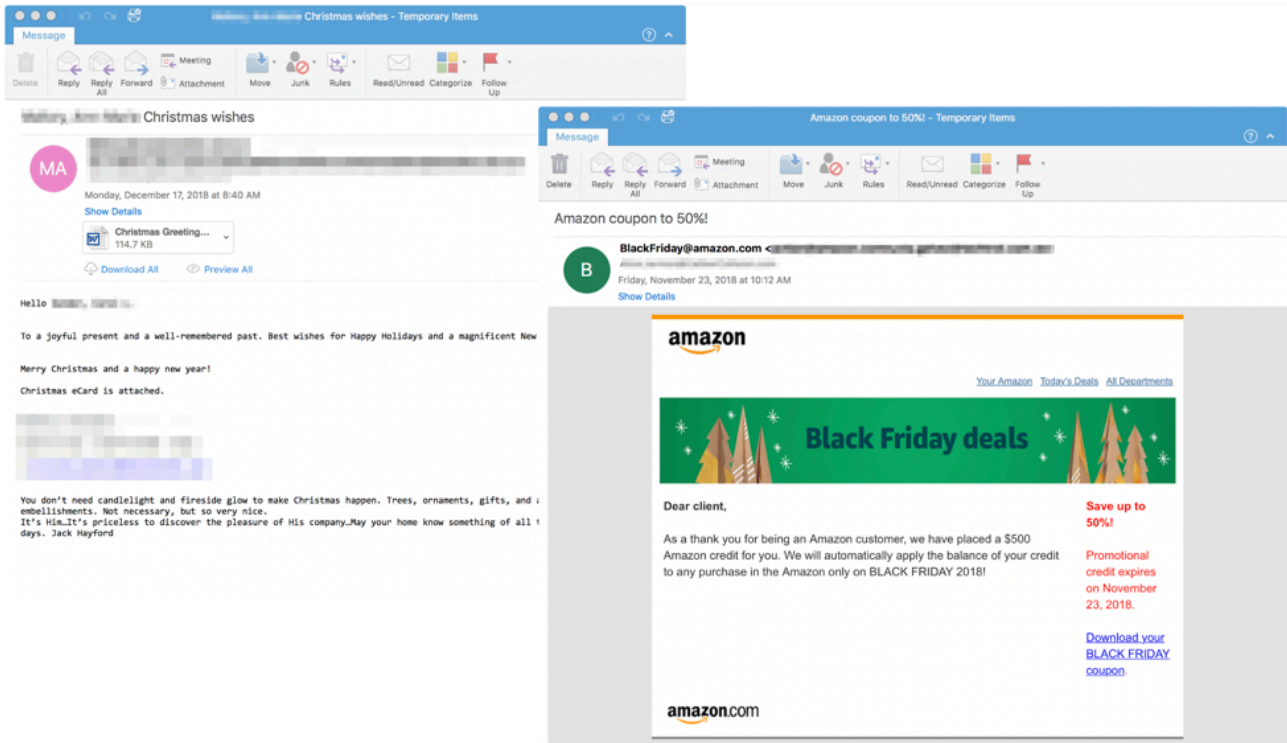 Christmas wishes – Temporary Items
Message
Delete
Reply
Reply All
Forward
Meeting
Attachment
Move
Junk
Rules
Read/Unread
Categorize
Follow Up
Christmas wishes
MA
Monday, December 17, 2018 at 8:40 AM
Show Details
Christmas Greeting...
114.7 KB
Download All
Preview All
Hello
To a joyful present and a well-remembered past. Best wishes for Happy Holidays and a magnificent New
Merry Christmas and a happy new year!
Christmas eCard is attached.
You don't need candlelight and fireside glow to make Christmas happen. Trees, ornaments, gifts, and
embellishments. Not necessary, but so very nice.
It's Him…It's priceless to discover the pleasure of His company…May your home know something of all
days. Jack Hayford
Amazon coupon to 50%! – Temporary Items
Message
Delete
Reply
Reply All
Forward
Meeting
Attachment
Move
Junk
Rules
Read/Unread
Categorize
Follow Up
Amazon coupon to 50%!
B
BlackFriday@amazon.com <
Friday, November 23, 2018 at 10:12 AM
Show Details
amazon
Your Amazon Today's Deals All Departments
Black Friday deals
Dear client,
As a thank you for being an Amazon customer, we have placed a $500
Amazon credit for you. We will automatically apply the balance of your credit
to any purchase in the Amazon only on BLACK FRIDAY 2018!
Save up to
50%!
Promotional
credit expires
on November
23, 2018.
Download your
BLACK FRIDAY
coupon.
amazon.com